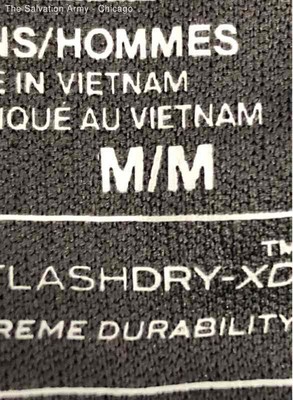 The Salvation Army - Chicago
NS/HOMMES
E IN VIETNAM
IQUE AU VIETNAM
M/M
TM
FLASHDRY-XD
REME DURABILITY